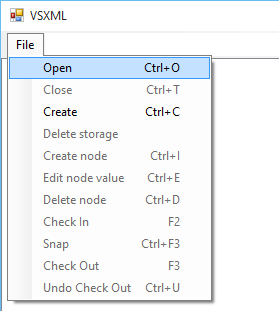 VSXML
File
Open Ctrl+O
Close Ctrl+T
Create Ctrl+C
Delete storage
Create node Ctrl+I
Edit node value Ctrl+E
Delete node Ctrl+D
Check In F2
Snap Ctrl+F3
Check Out F3
Undo Check Out Ctrl+U